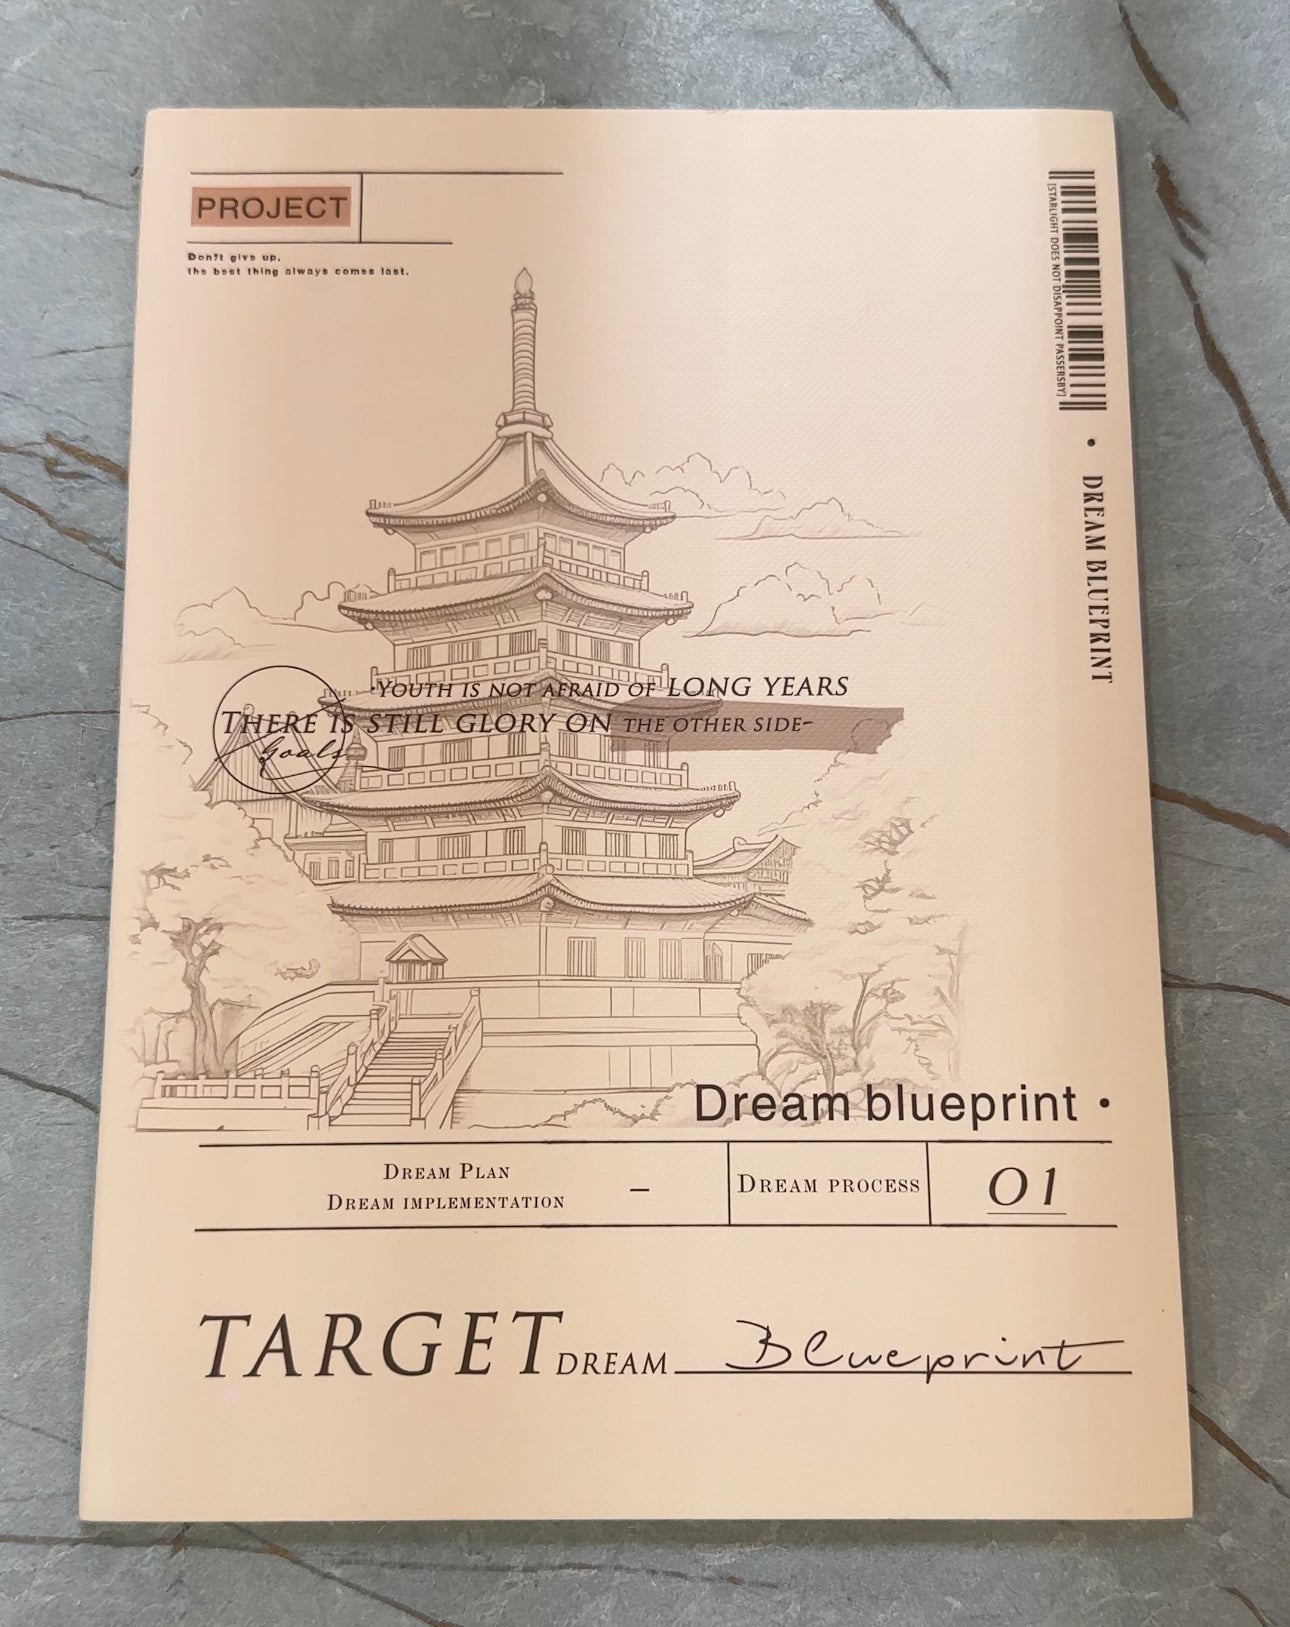 PROJECT
Don't give up,
the best thing always comes last.
[STARLIGHT DOES NOT DISAPPOINT PASSERSBY]
• DREAM BLUEPRINT
·YOUTH IS NOT AFRAID OF LONG YEARS
THERE IS STILL GLORY ON THE OTHER SIDE-
Goals
Dream blueprint •
DREAM PLAN
DREAM IMPLEMENTATION
–
DREAM PROCESS
01
TARGET DREAM Blueprint